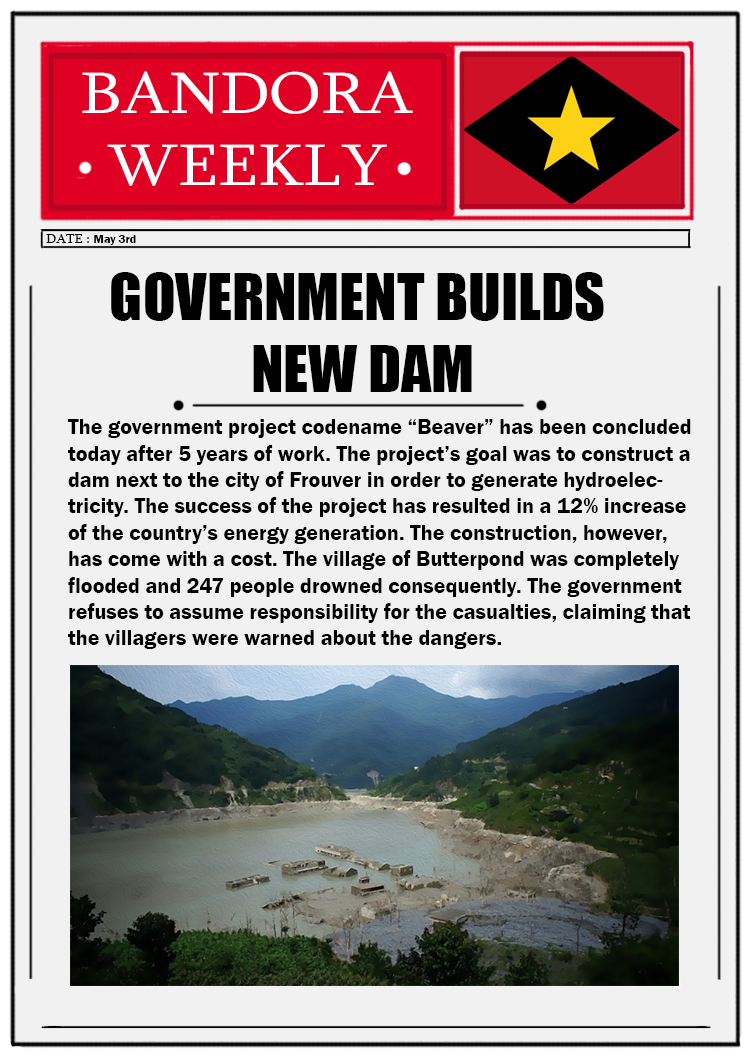 BANDORA
• WEEKLY •
DATE : May 3rd
GOVERNMENT BUILDS
NEW DAM
The government project codename “Beaver” has been concluded
today after 5 years of work. The project’s goal was to construct a
dam next to the city of Frouver in order to generate hydroelec-
tricity. The success of the project has resulted in a 12% increase
of the country’s energy generation. The construction, however,
has come with a cost. The village of Butterpond was completely
flooded and 247 people drowned consequently. The government
refuses to assume responsibility for the casualties, claiming that
the villagers were warned about the dangers.